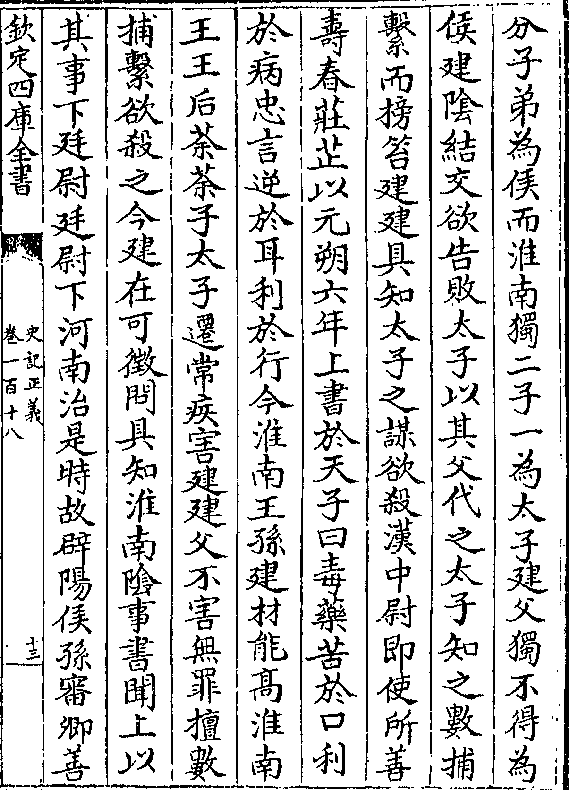 分子弟為侯而淮南獨二子一為太子建父獨不得為
侯建陰結交欲告敗太子以其父代之太子知之數捕
繫而搒笞建建具知太子之謀欲殺漢中尉即使所善
壽春莊芷以元朔六年上書於天子曰毒藥苦於口利
於病忠言逆於耳利於行今淮南王孫建材能髙淮南
王王后荼荼子太子遷常疾害建建父不害無罪擅數
捕繫欲殺之今建在可徵問具知淮南隂事書聞上以
其事下廷尉廷尉下河南治是時故辟陽侯孫審卿善
欽定四庫全書
史記正義
卷一百十八
十三